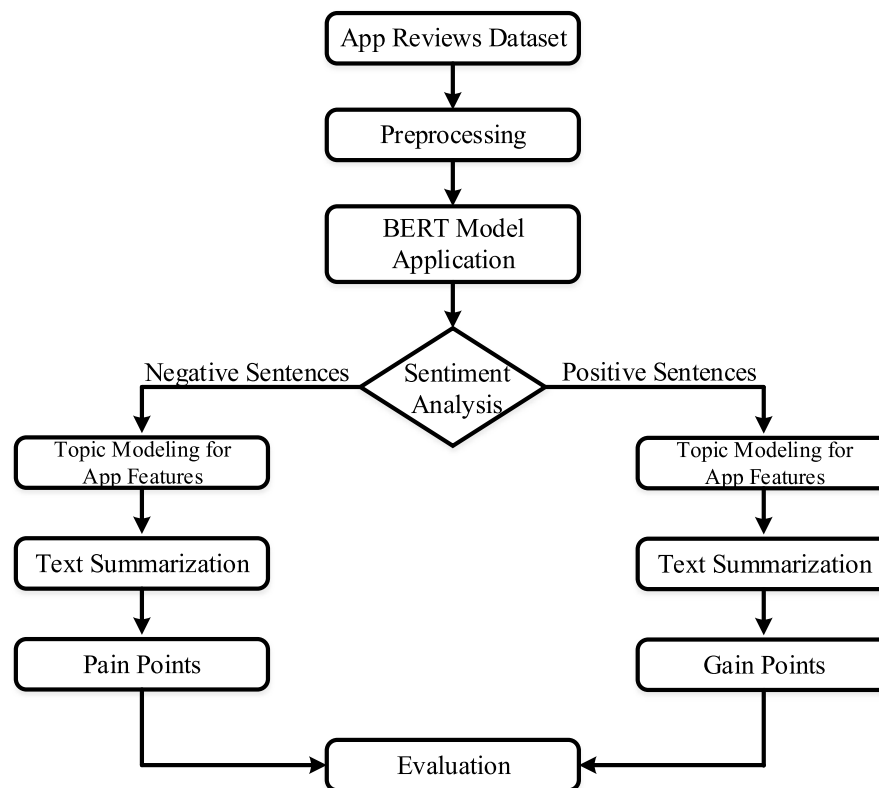 App Reviews Dataset
Preprocessing
BERT Model
Application
Sentiment
Analysis
Negative Sentences
Positive Sentences
Topic Modeling for
App Features
Topic Modeling for
App Features
Text Summarization
Text Summarization
Pain Points
Gain Points
Evaluation